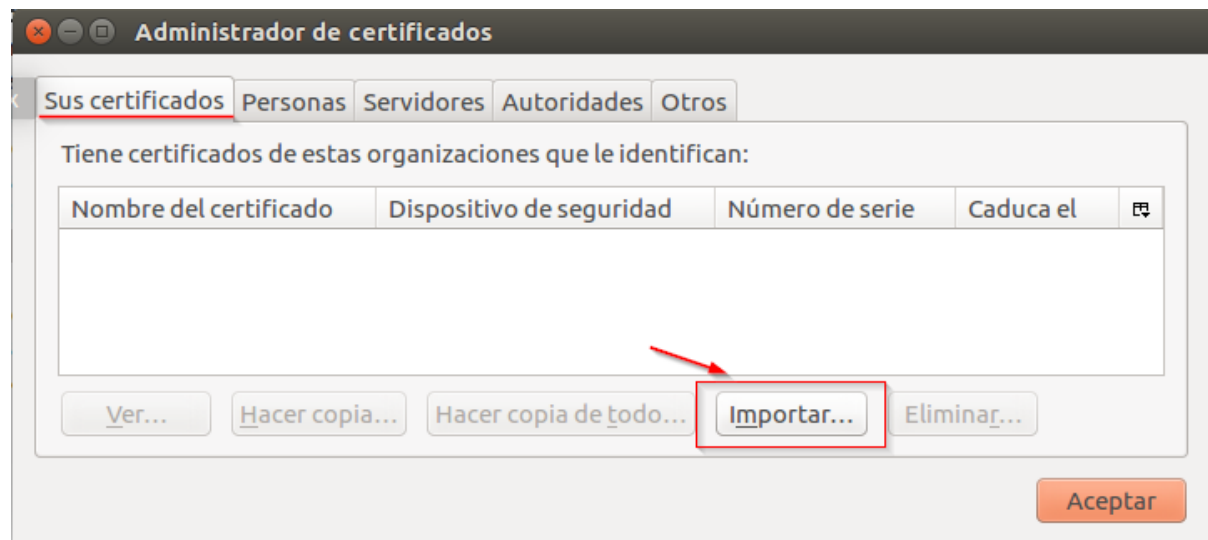 Administrador de certificados
Sus certificados Personas Servidores Autoridades Otros
Tiene certificados de estas organizaciones que le identifican:
Nombre del certificado Dispositivo de seguridad Número de serie Caduca el
Ver... Hacer copia... Hacer copia de todo... Importar... Eliminar...
Aceptar